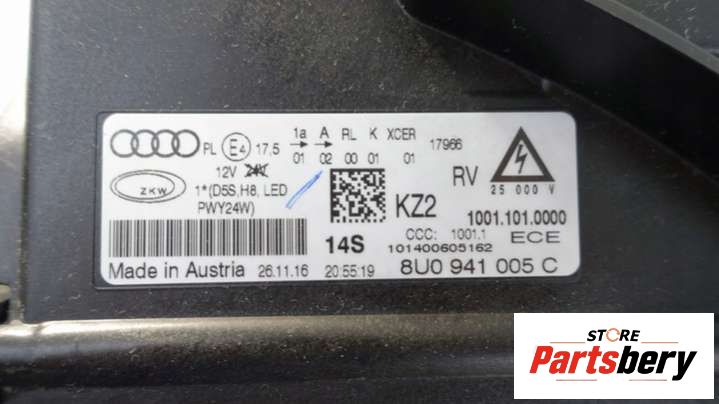 1a A RL K XCER
PL E4 17,5 → → 17966
01 02 00 01 01
12V 24V
ZKW 1*(D5S,H8, LED
PWY24W)
RV 25 000 V
KZ2 1001.101.0000
14S CCC: 1001.1 ECE
101400605162
Made in Austria 26.11.16 20:55:19 8U0 941 005 C
STORE
Partsbery